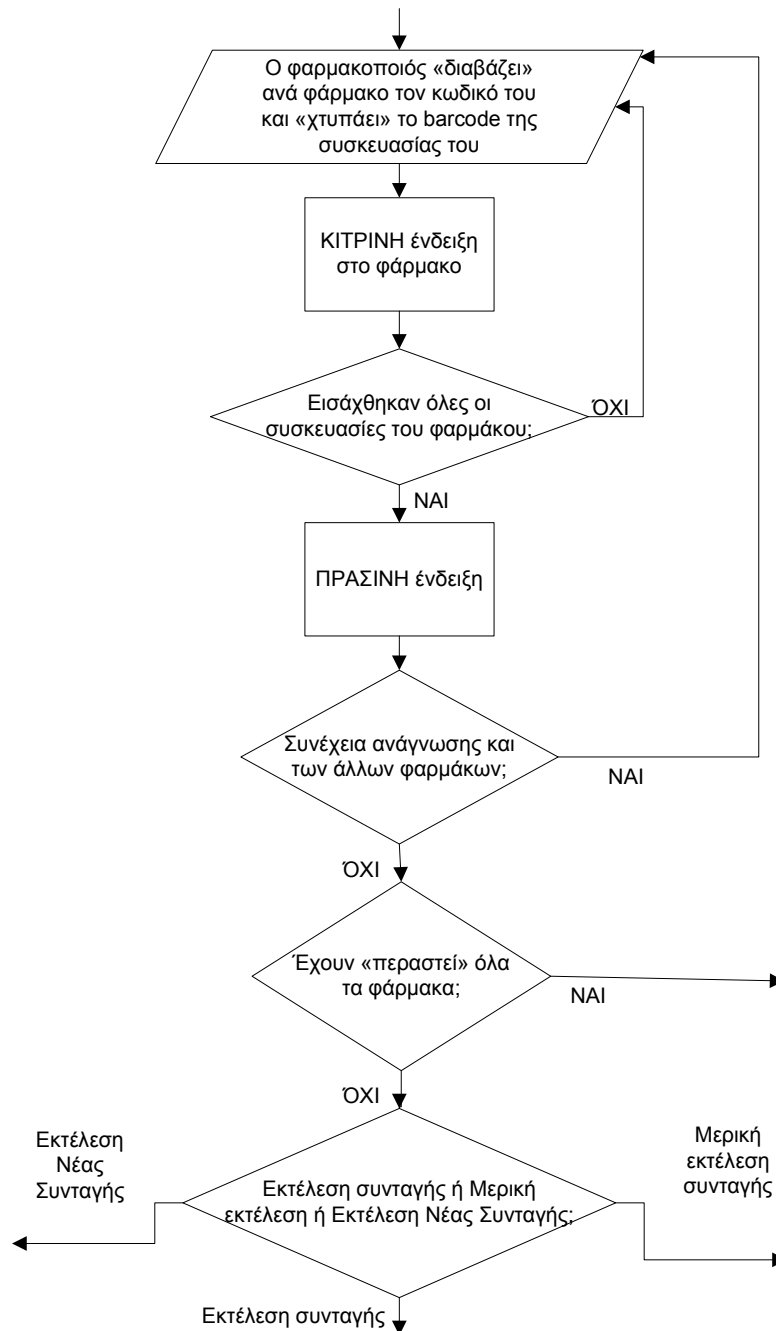 Ο φαρμακοποιός «διαβάζει»
ανά φάρμακο τον κωδικό του
και «χτυπάει» το barcode της
συσκευασίας του
ΚΙΤΡΙΝΗ ένδειξη
στο φάρμακο
Εισάχθηκαν όλες οι
συσκευασίες του φαρμάκου;
ΌΧΙ
ΝΑΙ
ΠΡΑΣΙΝΗ ένδειξη
Συνέχεια ανάγνωσης και
των άλλων φαρμάκων;
ΝΑΙ
ΌΧΙ
Έχουν «περαστεί» όλα
τα φάρμακα;
ΝΑΙ
ΌΧΙ
Εκτέλεση
Νέας
Συνταγής
Μερική
εκτέλεση
συνταγής
Εκτέλεση συνταγής ή Μερική
εκτέλεση ή Εκτέλεση Νέας Συνταγής;
Εκτέλεση συνταγής